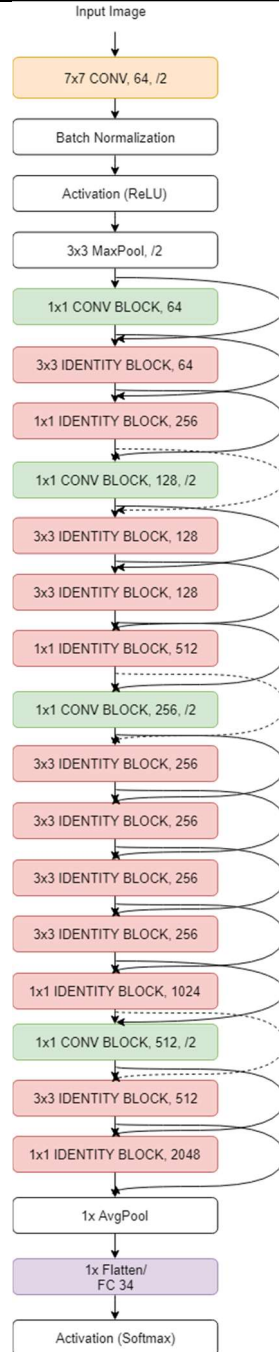 Input Image
7x7 CONV, 64, /2
Batch Normalization
Activation (ReLU)
3x3 MaxPool, /2
1x1 CONV BLOCK, 64
3x3 IDENTITY BLOCK, 64
1x1 IDENTITY BLOCK, 256
1x1 CONV BLOCK, 128, /2
3x3 IDENTITY BLOCK, 128
3x3 IDENTITY BLOCK, 128
1x1 IDENTITY BLOCK, 512
1x1 CONV BLOCK, 256, /2
3x3 IDENTITY BLOCK, 256
3x3 IDENTITY BLOCK, 256
3x3 IDENTITY BLOCK, 256
3x3 IDENTITY BLOCK, 256
1x1 IDENTITY BLOCK, 1024
1x1 CONV BLOCK, 512, /2
3x3 IDENTITY BLOCK, 512
1x1 IDENTITY BLOCK, 2048
1x AvgPool
1x Flatten/
FC 34
Activation (Softmax)